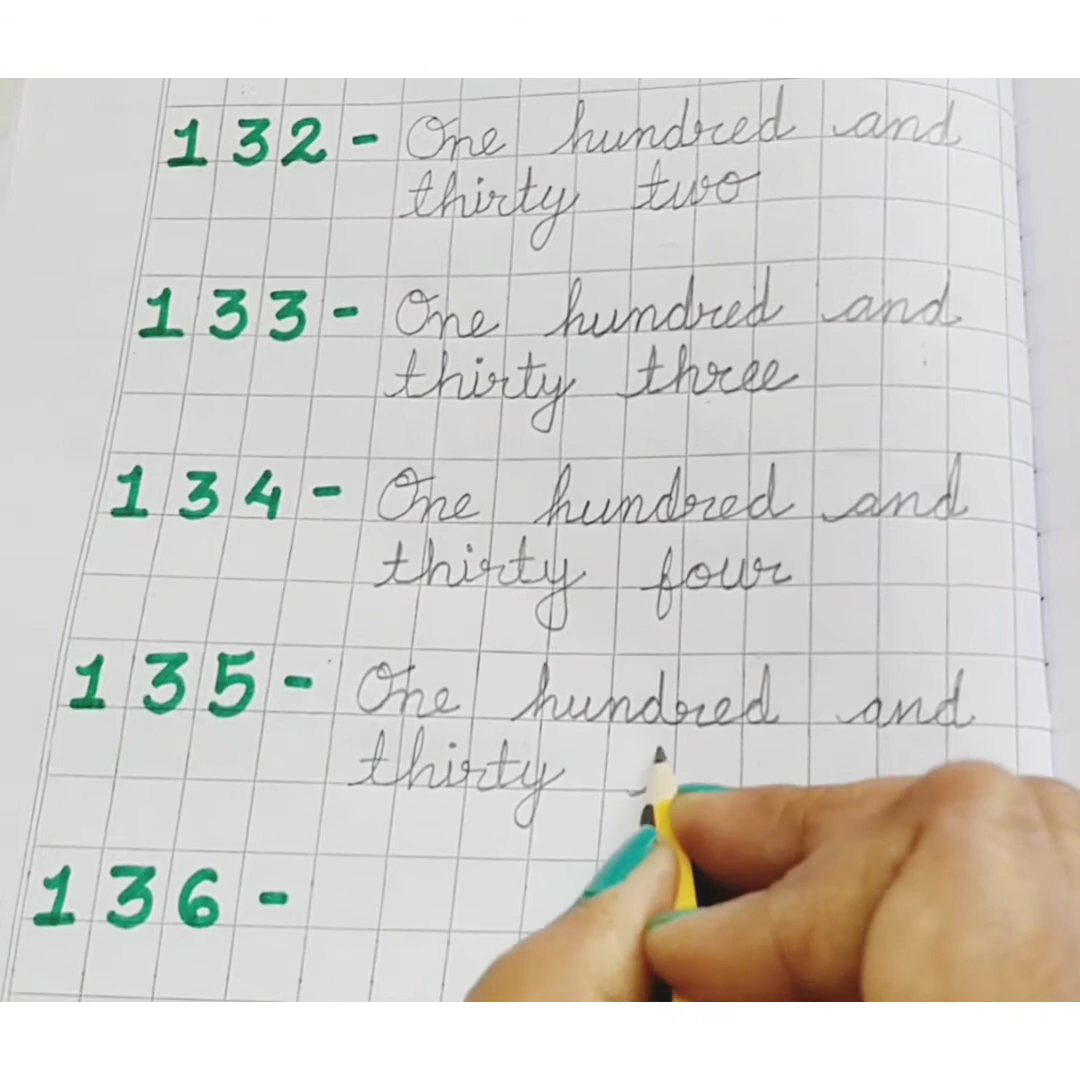 132 - One hundred and
thirty two
133 - One hundred and
thirty three
134 - One hundred and
thirty four
135 - One hundred and
thirty
136 -